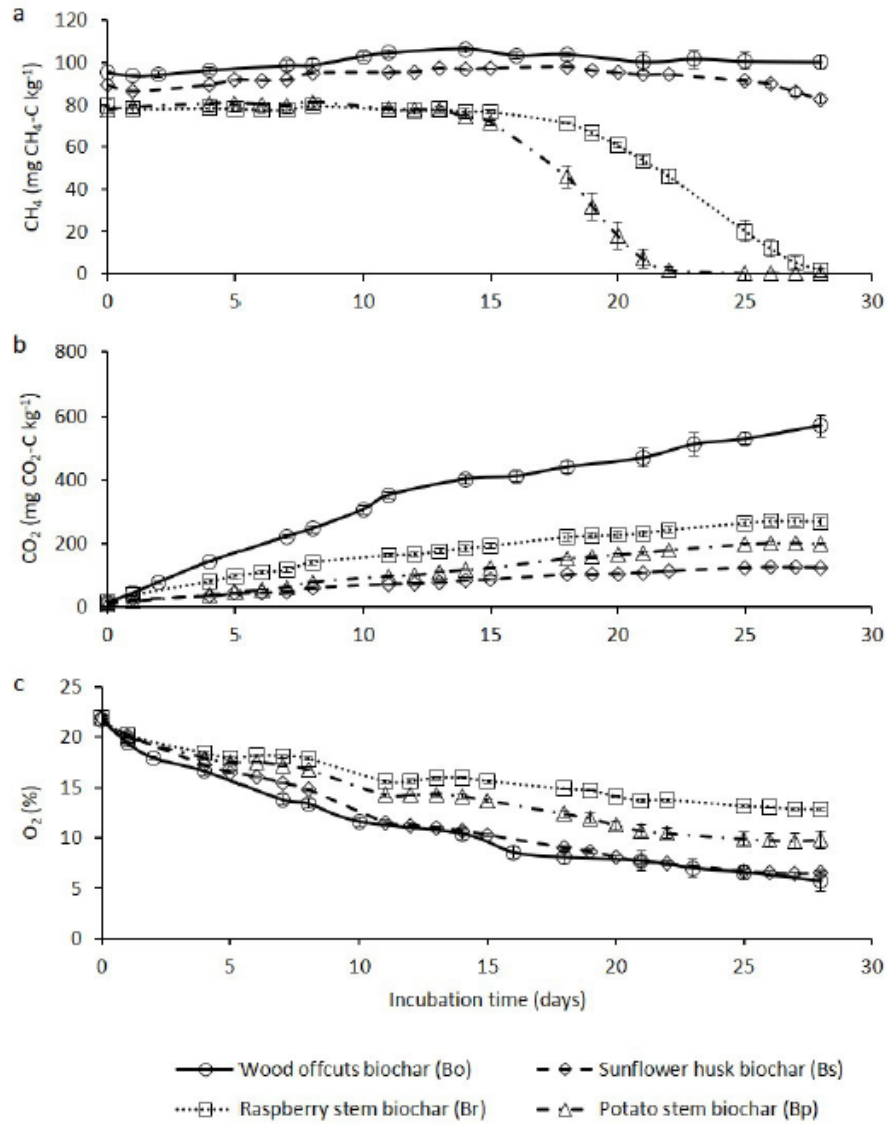 a
120
100
80
60
40
20
0
CH₄ (mg CH₄-C kg⁻¹)
0 5 10 15 20 25 30
b
800
600
400
200
0
CO₂ (mg CO₂-C kg⁻¹)
0 5 10 15 20 25 30
c
25
20
15
10
5
0
O₂ (%)
0 5 10 15 20 25 30
Incubation time (days)
Wood offcuts biochar (Bo) Sunflower husk biochar (Bs)
Raspberry stem biochar (Br) Potato stem biochar (Bp)